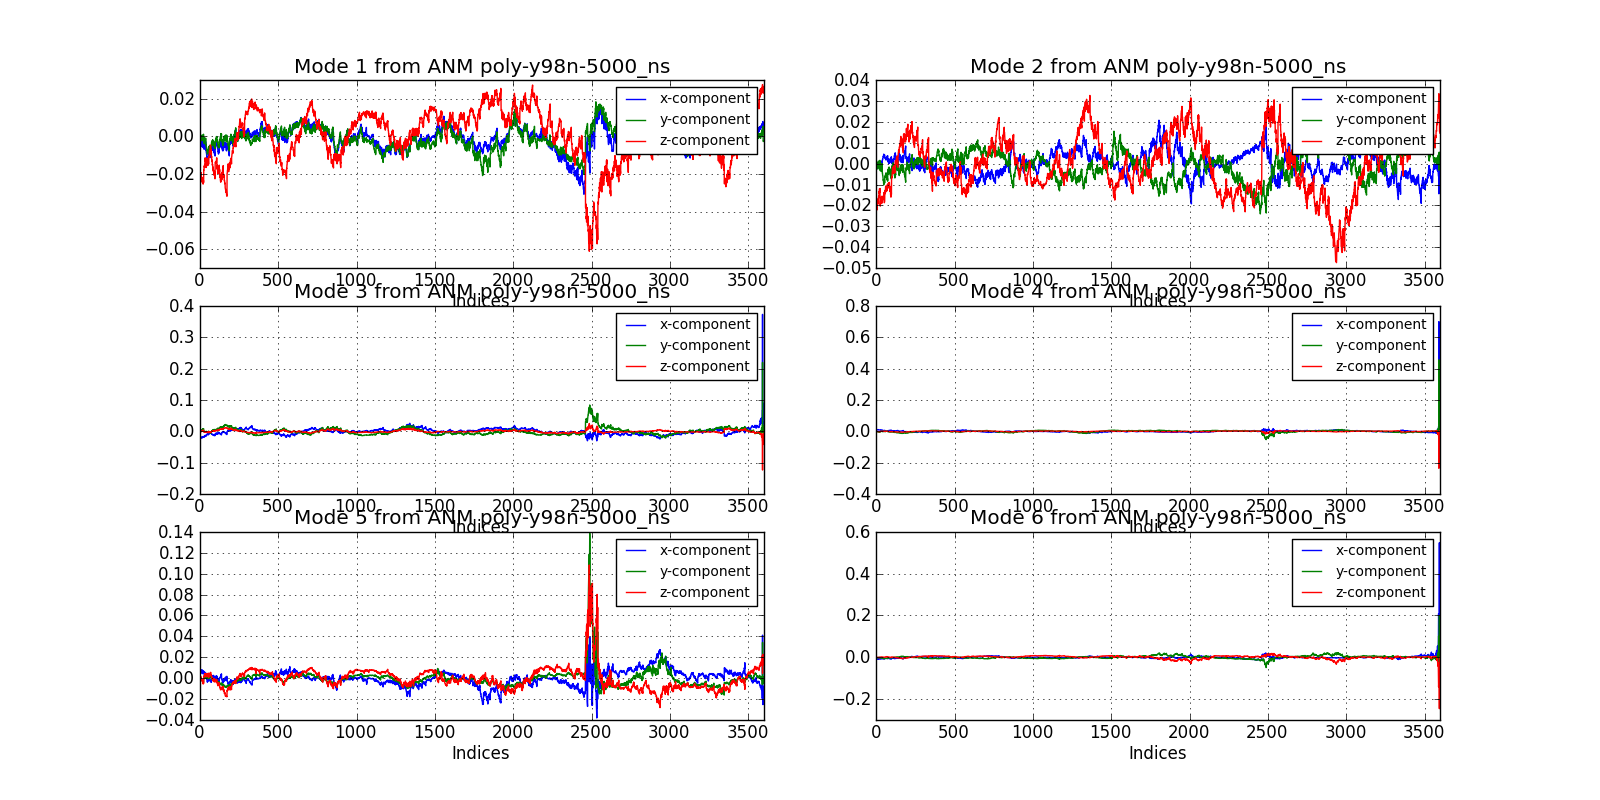 Mode 1 from ANM poly-y98n-5000_ns
0.02
0.00
−0.02
−0.04
−0.06
x-component
y-component
z-component
0 500 1000 1500 2000 2500 3000 3500
Indices
Mode 2 from ANM poly-y98n-5000_ns
0.04
0.03
0.02
0.01
0.00
−0.01
−0.02
−0.03
−0.04
−0.05
x-component
y-component
z-component
0 500 1000 1500 2000 2500 3000 3500
Indices
Mode 3 from ANM poly-y98n-5000_ns
0.4
0.3
0.2
0.1
0.0
−0.1
−0.2
x-component
y-component
z-component
0 500 1000 1500 2000 2500 3000 3500
Indices
Mode 4 from ANM poly-y98n-5000_ns
0.8
0.6
0.4
0.2
0.0
−0.2
−0.4
x-component
y-component
z-component
0 500 1000 1500 2000 2500 3000 3500
Indices
Mode 5 from ANM poly-y98n-5000_ns
0.14
0.12
0.10
0.08
0.06
0.04
0.02
0.00
−0.02
−0.04
x-component
y-component
z-component
0 500 1000 1500 2000 2500 3000 3500
Indices
Mode 6 from ANM poly-y98n-5000_ns
0.6
0.4
0.2
0.0
−0.2
x-component
y-component
z-component
0 500 1000 1500 2000 2500 3000 3500
Indices